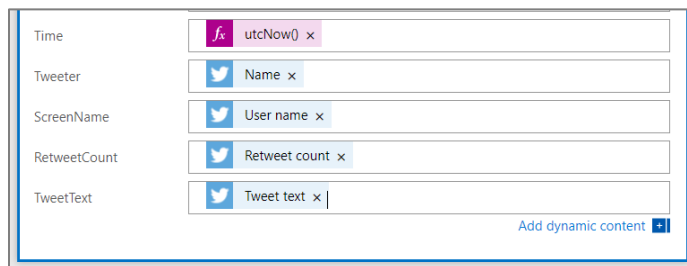 Time fx utcNow() ×
Tweeter Name ×
ScreenName User name ×
RetweetCount Retweet count ×
TweetText Tweet text ×
Add dynamic content +